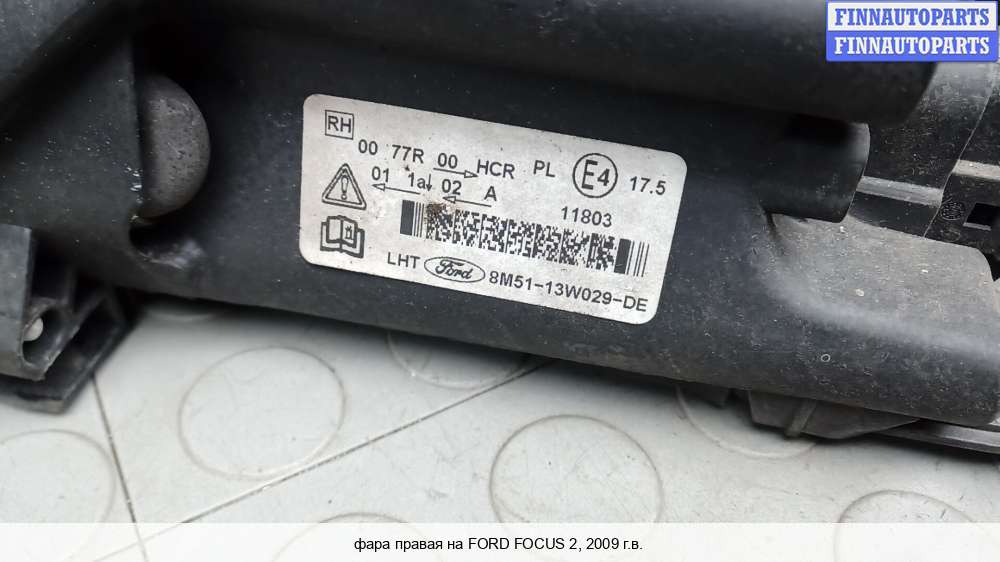 FINNAUTOPARTS
FINNAUTOPARTS
RH
00 77R 00 HCR PL E4 17.5
01 1a 02 A 11803
LHT Ford 8M51-13W029-DE
фара правая на FORD FOCUS 2, 2009 г.в.